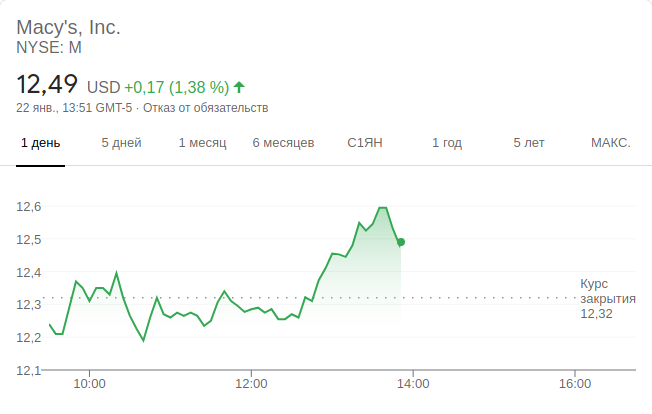 Macy's, Inc.
NYSE: M
12,49 USD +0,17 (1,38 %)
22 янв., 13:51 GMT-5 · Отказ от обязательств
1 день 5 дней 1 месяц 6 месяцев С1ЯН 1 год 5 лет МАКС.
12,6
12,5
12,4
12,3
12,2
12,1
Курс
закрытия
12,32
10:00 12:00 14:00 16:00